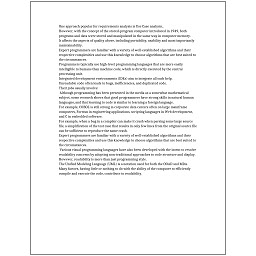 One approach popular for requirements analysis is Use Case analysis.
However, with the concept of the stored-program computer introduced in 1949, both
programs and data were stored and manipulated in the same way in computer memory.
It affects the aspects of quality above, including portability, usability and most importantly
maintainability.
Expert programmers are familiar with a variety of well-established algorithms and their
respective complexities and use this knowledge to choose algorithms that are best suited to
the circumstances.
Programs in typically use high-level programming languages that are more easily
intelligible to humans than machine code, which is directly executed by the central
processing unit.
Integrated development environments (IDEs) aim to integrate all such help.
Unreadable code often leads to bugs, inefficiencies, and duplicated code.
Their jobs usually involve:
Although programming has been presented in the media as a somewhat mathematical
subject, some research shows that good programmers have strong skills in natural human
languages, and that learning to code is similar to learning a foreign language.
For example, COBOL is still strong in corporate data centers often on large mainframe
computers, Fortran in engineering applications, scripting languages in Web development,
and C in embedded software.
For example, when a bug in a compiler can make it crash when parsing some large source
file, a simplification of the test case that results in only few lines from the original source file
can be sufficient to reproduce the same crash.
Expert programmers are familiar with a variety of well-established algorithms and their
respective complexities and use this knowledge to choose algorithms that are best suited to
the circumstances.
Various visual programming languages have also been developed with the intent to resolve
readability concerns by adopting non-traditional approaches to code structure and display.
However, readability is more than just programming style.
The Unified Modeling Language (UML) is a notation used for both the OOAD and MDA.
Many factors, having little or nothing to do with the ability of the computer to efficiently
compile and execute the code, contribute to readability.